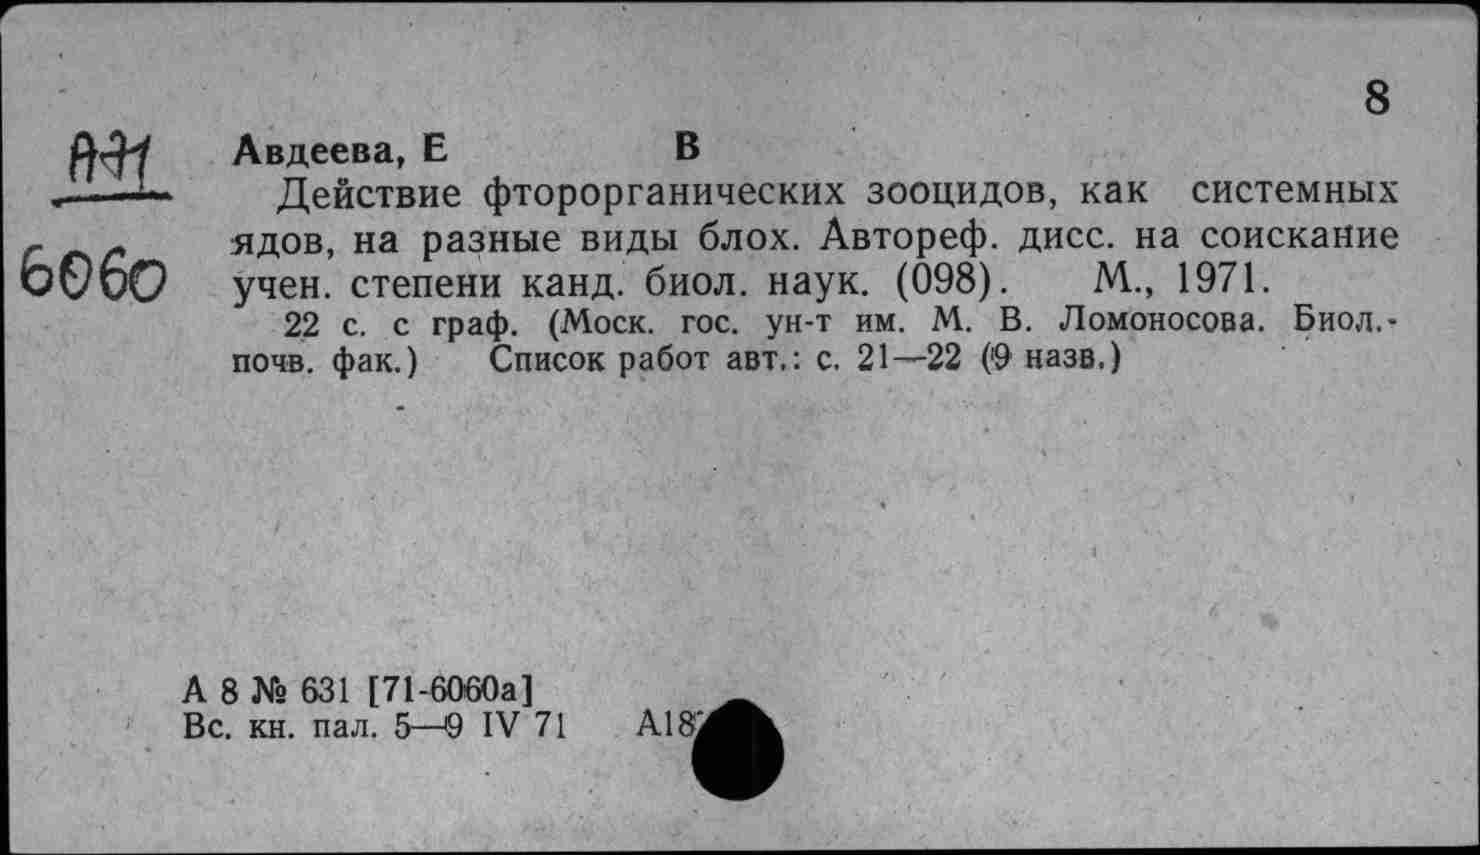 8
А71
6060
Авдеева, Е В
Действие фторорганических зооцидов, как системных
ядов, на разные виды блох. Автореф. дисс. на соискание
учен. степени канд. биол. наук. (098). М., 1971.
22 с. с граф. (Моск. гос. ун-т им. М. В. Ломоносова. Биол.-
почв. фак.) Список работ авт.: с. 21—22 (9 назв.)
А 8 № 631 [71-6060а]
Вс. кн. пал. 5—9 IV 71 А18